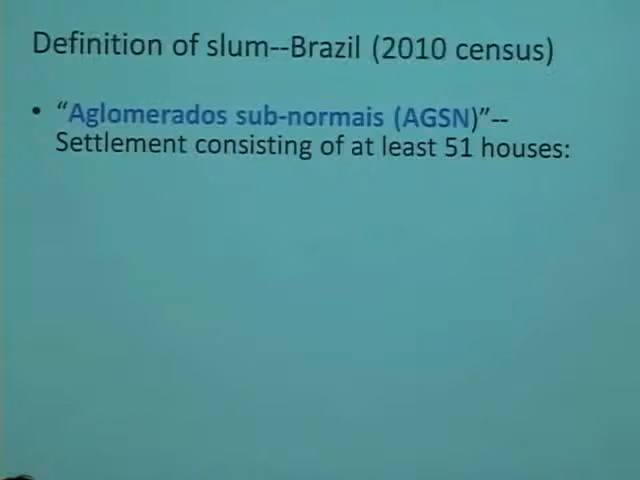 Definition of slum--Brazil (2010 census)
• “Aglomerados sub-normais (AGSN)”--
Settlement consisting of at least 51 houses: